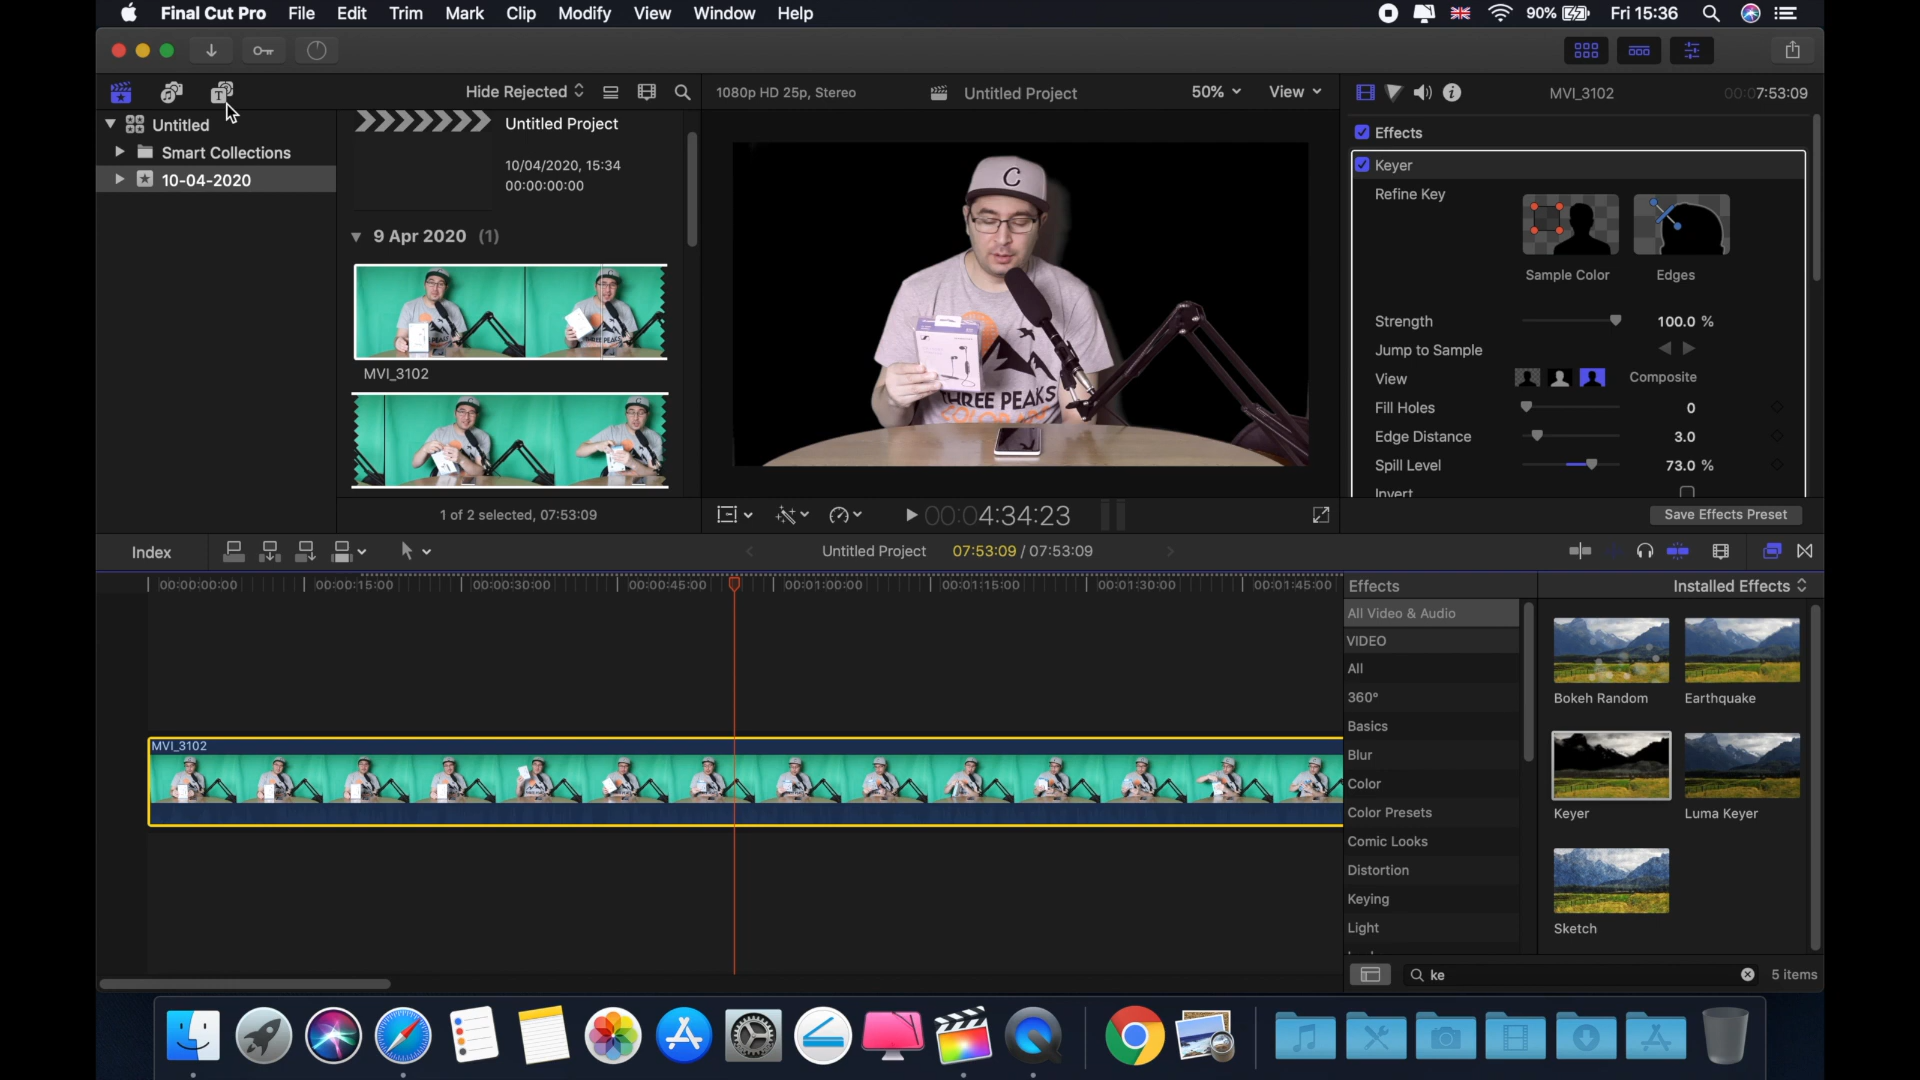 Final Cut Pro File Edit Trim Mark Clip Modify View Window Help 90% Fri 15:36
Hide Rejected
1080p HD 25p, Stereo Untitled Project 50% View
MVI_3102 00:07:53:09
Untitled
Smart Collections
10-04-2020
Untitled Project
10/04/2020, 15:34
00:00:00:00
9 Apr 2020 (1)
MVI_3102
1 of 2 selected, 07:53:09
C
THREE PEAKS
COLORADO
00:04:34:23
Effects
Keyer
Refine Key
Sample Color Edges
Strength 100.0 %
Jump to Sample
View Composite
Fill Holes 0
Edge Distance 3.0
Spill Level 73.0 %
Invert
Save Effects Preset
Index Untitled Project 07:53:09 / 07:53:09
00:00:00:00 00:00:15:00 00:00:30:00 00:00:45:00 00:01:00:00 00:01:15:00 00:01:30:00 00:01:45:00
MVI_3102
Effects Installed Effects
All Video & Audio
VIDEO
All
360°
Basics
Blur
Color
Color Presets
Comic Looks
Distortion
Keying
Light
Bokeh Random Earthquake
Keyer Luma Keyer
Sketch
ke 5 items